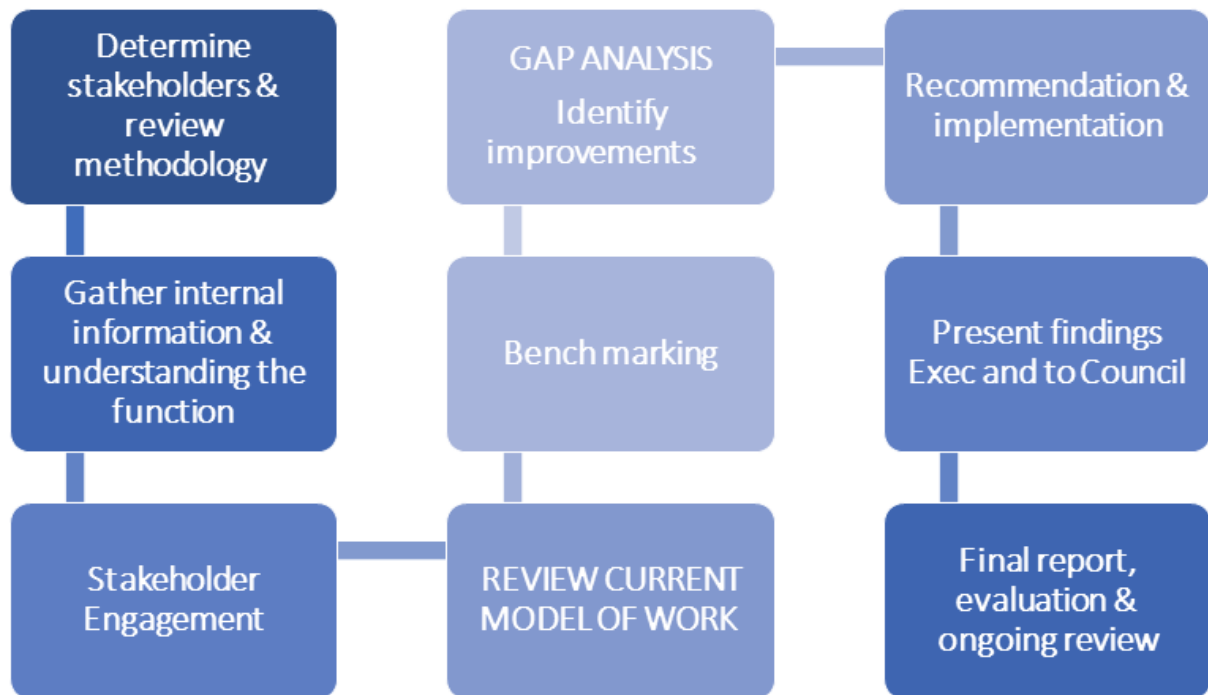 Determine
stakeholders &
review
methodology
Gather internal
information &
understanding the
function
Stakeholder
Engagement
REVIEW CURRENT
MODEL OF WORK
Bench marking
GAP ANALYSIS
Identify
improvements
Recommendation &
implementation
Present findings
Exec and to Council
Final report,
evaluation &
ongoing review